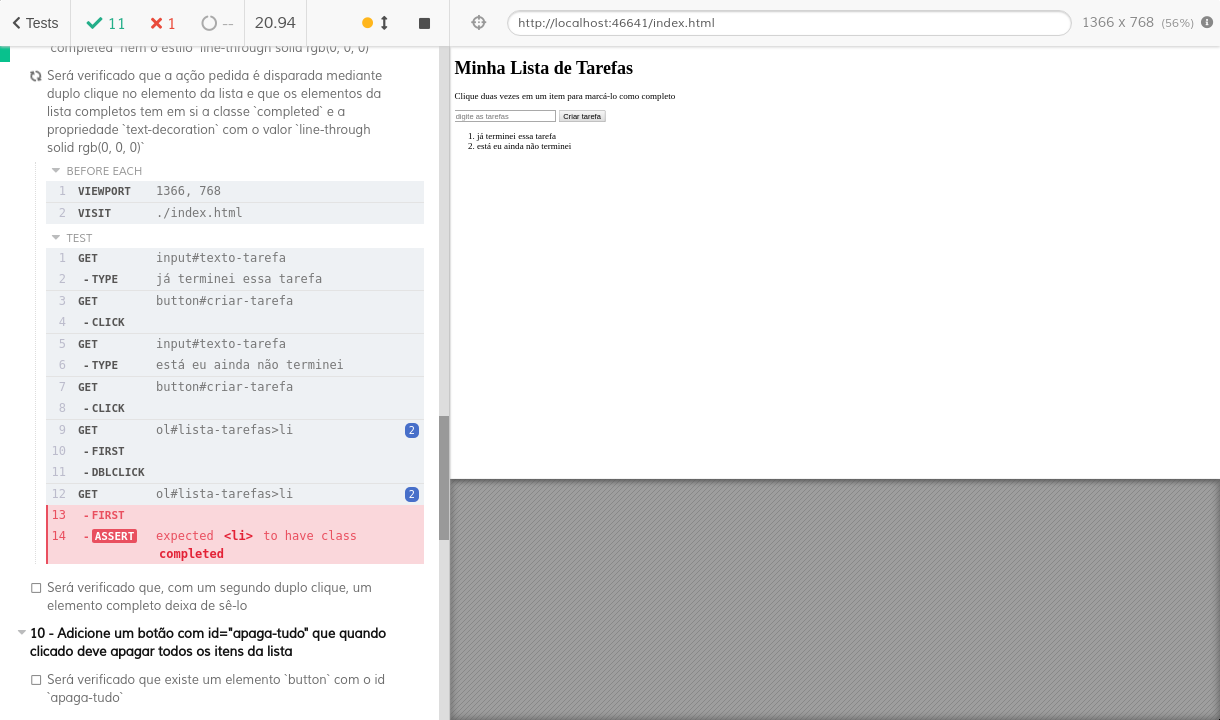 Tests 11 1 -- 20.94 http://localhost:46641/index.html 1366 x 768 (56%)
`completed` nem o estilo `line-through solid rgb(0, 0, 0)`
Será verificado que a ação pedida é disparada mediante
duplo clique no elemento da lista e que os elementos da
lista completos tem em si a classe `completed` e a
propriedade `text-decoration` com o valor `line-through
solid rgb(0, 0, 0)`
BEFORE EACH
1 VIEWPORT 1366, 768
2 VISIT ./index.html
TEST
1 GET input#texto-tarefa
2 -TYPE já terminei essa tarefa
3 GET button#criar-tarefa
4 -CLICK
5 GET input#texto-tarefa
6 -TYPE está eu ainda não terminei
7 GET button#criar-tarefa
8 -CLICK
9 GET ol#lista-tarefas>li 2
10 -FIRST
11 -DBLCLICK
12 GET ol#lista-tarefas>li 2
13 -FIRST
14 -ASSERT expected <li> to have class
completed
Será verificado que, com um segundo duplo clique, um
elemento completo deixa de sê-lo
10 - Adicione um botão com id="apaga-tudo" que quando
clicado deve apagar todos os itens da lista
Será verificado que existe um elemento `button` com o id
`apaga-tudo`
Minha Lista de Tarefas
Clique duas vezes em um item para marcá-lo como completo
digite as tarefas Criar tarefa
1. já terminei essa tarefa
2. está eu ainda não terminei